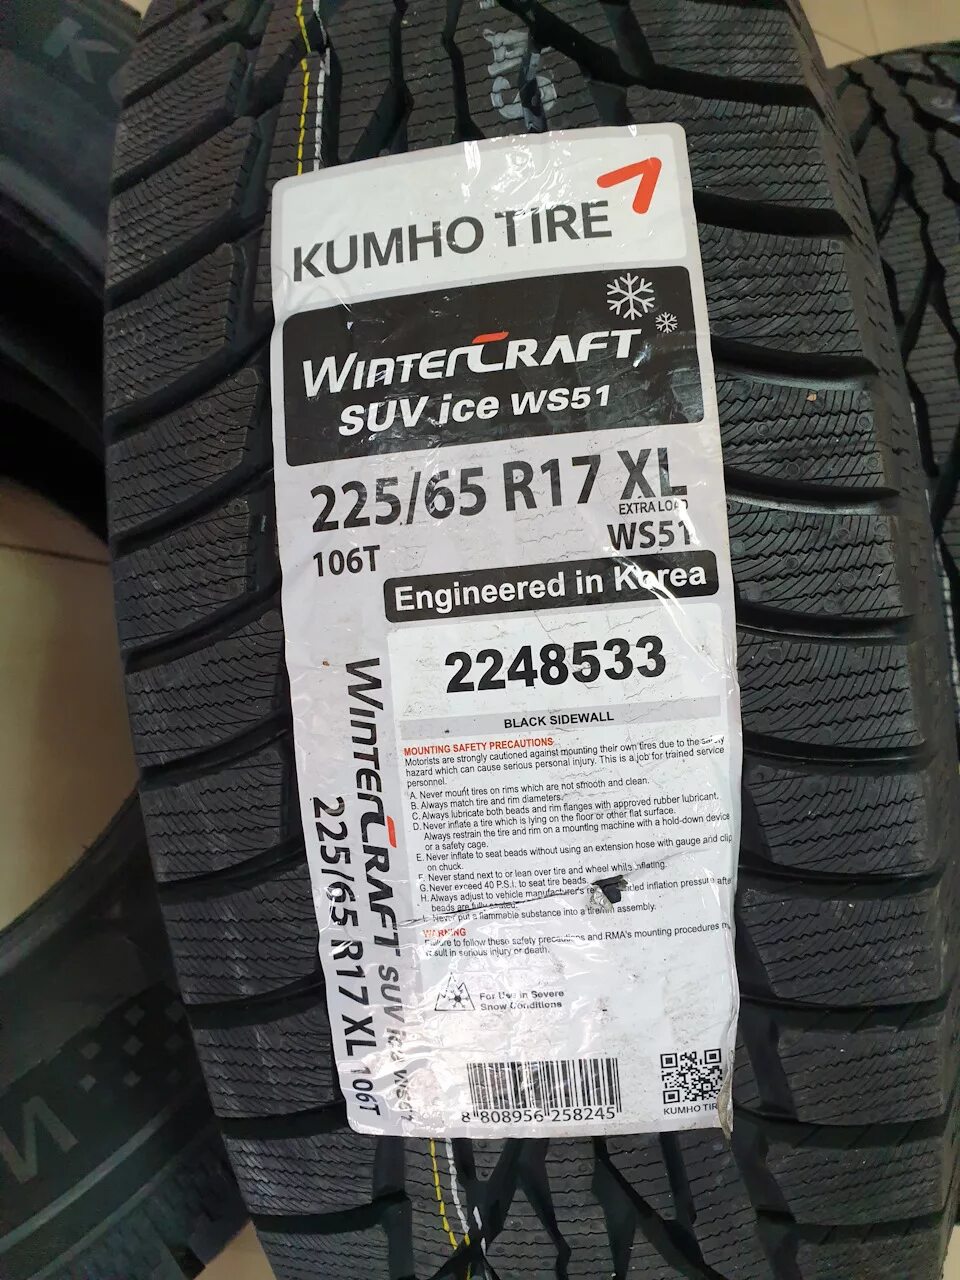 KUMHO TIRE
WINTERCRAFT
SUV ice WS51
225/65 R17 XL
EXTRA LOAD
106T
WS51
Engineered in Korea
2248533
BLACK SIDEWALL
MOUNTING SAFETY PRECAUTIONS
Motorists are strongly cautioned against mounting their own tires due to the safety
hazard which can cause serious personal injury. This is a job for trained service
personnel.
A. Never mount tires on rims which are not smooth and clean.
B. Always match tire and rim diameters.
C. Always lubricate both beads and rim flanges with approved rubber lubricant.
D. Never inflate a tire which is lying on the floor or other flat surface.
Always restrain the tire and rim on a mounting machine with a hold-down device
or a safety cage.
E. Never inflate to seat beads without using an extension hose with gauge and clip
on chuck.
F. Never stand next to or lean over tire and wheel while inflating.
G. Never exceed 40 P.S.I. to seat tire beads.
H. Always adjust to vehicle manufacturer's inflation pressure after
beads are fully seated.
I. Never put a flammable substance into a tire/rim assembly.
WARNING
Failure to follow these safety precautions and RMA's mounting procedures
result in serious injury or death.
For Use in Severe
Snow Conditions
8 808956 258245
KUMHO TIRE
WINTERCRAFT SUV ice WS51
225/65 R17 XL 106T